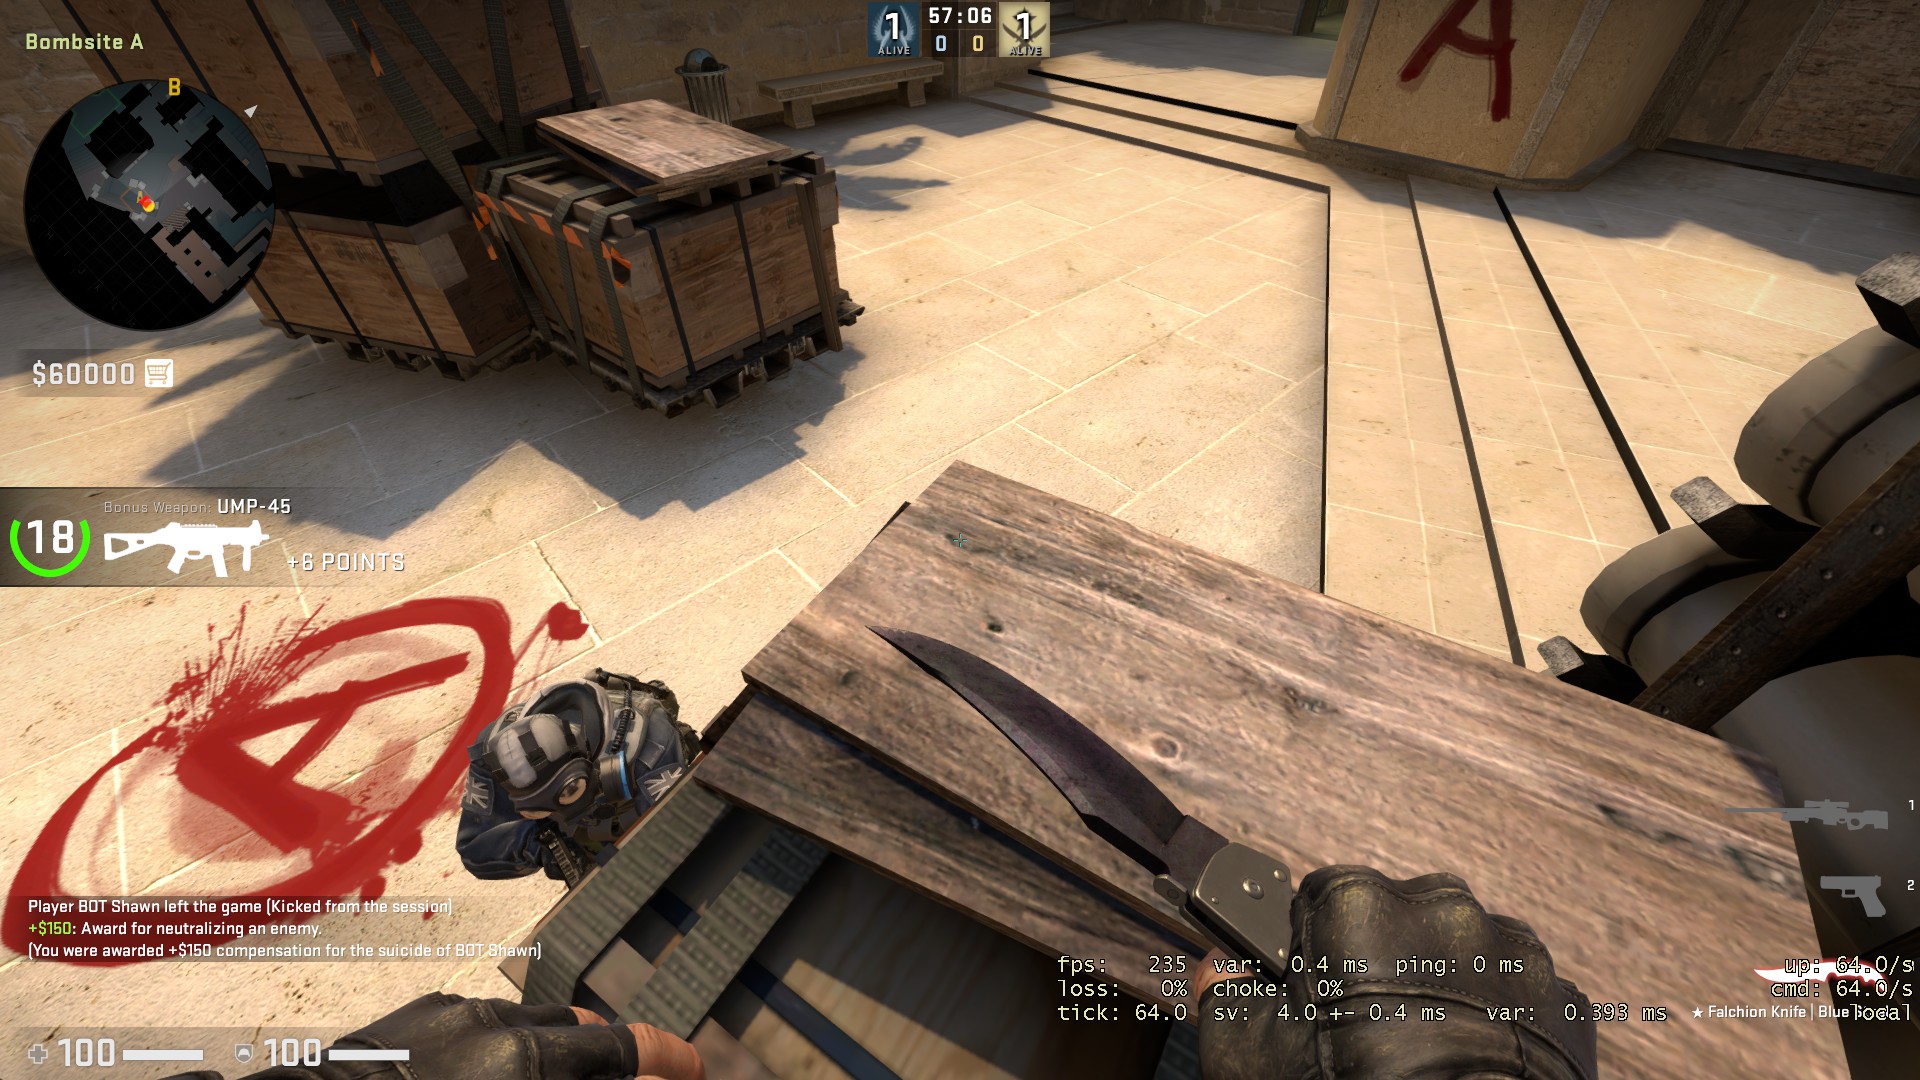 Bombsite A
B
1
ALIVE
57:06
0 0
1
ALIVE
A
$60000
18
Bonus Weapon: UMP-45
+6 POINTS
A
Player BOT Shawn left the game (Kicked from the session)
+$150: Award for neutralizing an enemy.
(You were awarded +$150 compensation for the suicide of BOT Shawn)
100 100
1
2
fps: 235 var: 0.4 ms ping: 0 ms up: 64.0/s
loss: 0% choke: 0% cmd: 64.0/s
tick: 64.0 sv: 4.0 +- 0.4 ms var: 0.393 ms local
★ Falchion Knife | Blue